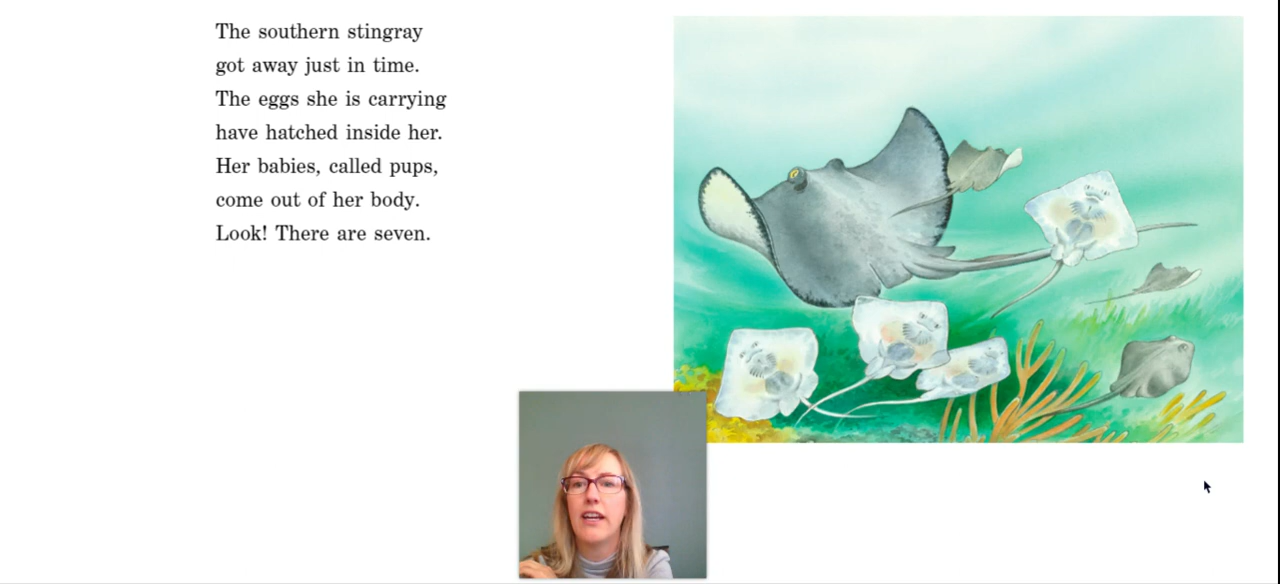 The southern stingray
got away just in time.
The eggs she is carrying
have hatched inside her.
Her babies, called pups,
come out of her body.
Look! There are seven.